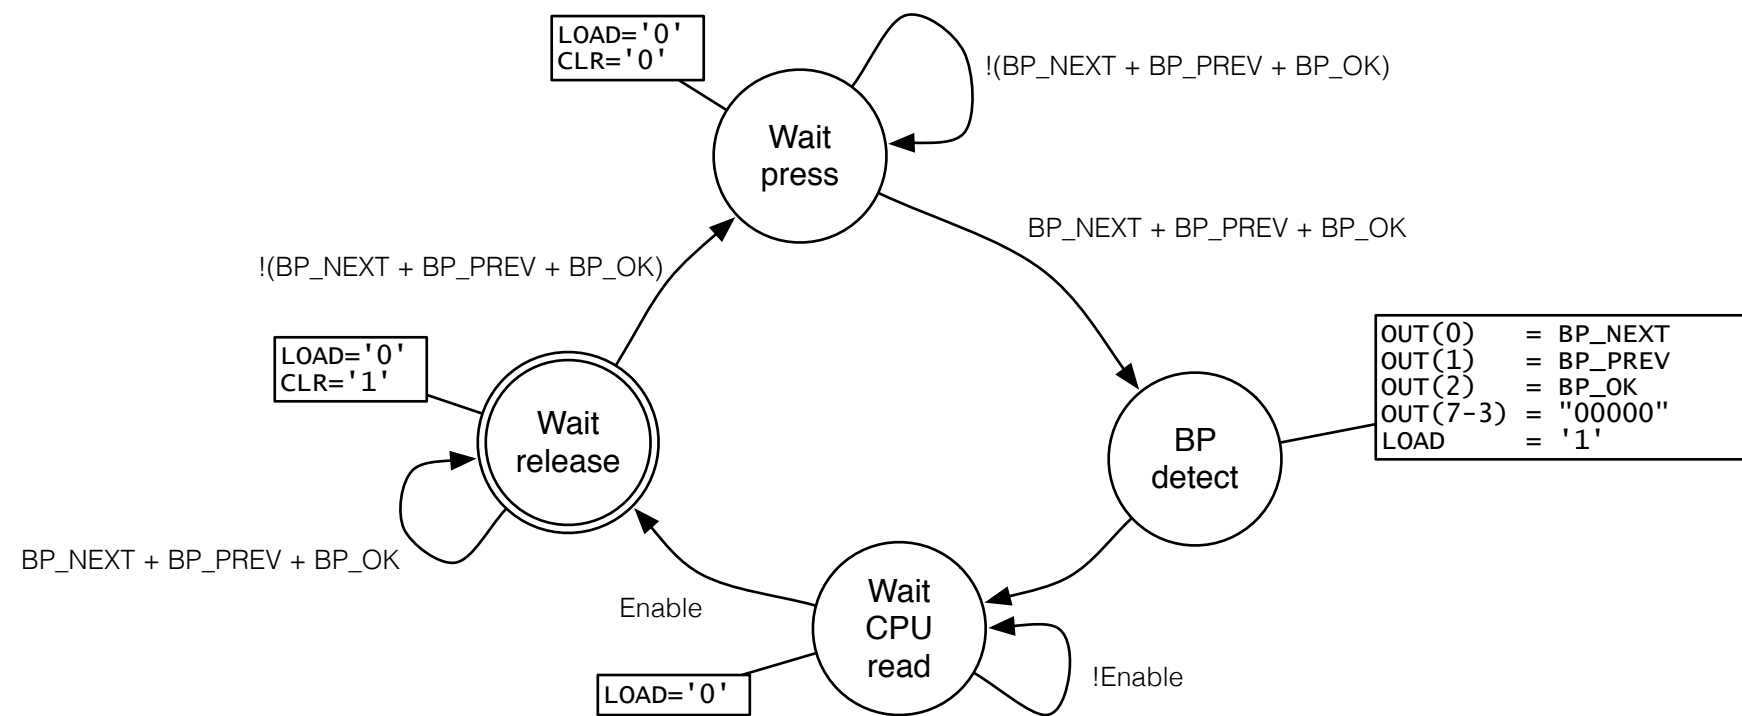 LOAD='0'
CLR='0'
!(BP_NEXT + BP_PREV + BP_OK)
Wait
press
BP_NEXT + BP_PREV + BP_OK
!(BP_NEXT + BP_PREV + BP_OK)
LOAD='0'
CLR='1'
OUT(0)   = BP_NEXT
OUT(1)   = BP_PREV
OUT(2)   = BP_OK
OUT(7-3) = "00000"
LOAD     = '1'
Wait
release
BP
detect
BP_NEXT + BP_PREV + BP_OK
Enable
Wait
CPU
read
!Enable
LOAD='0'